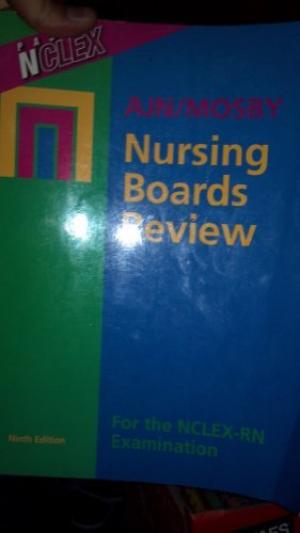 NCLEX
AJN/MOSBY
Nursing
Boards
Review
For the NCLEX-RN
Examination
Ninth Edition